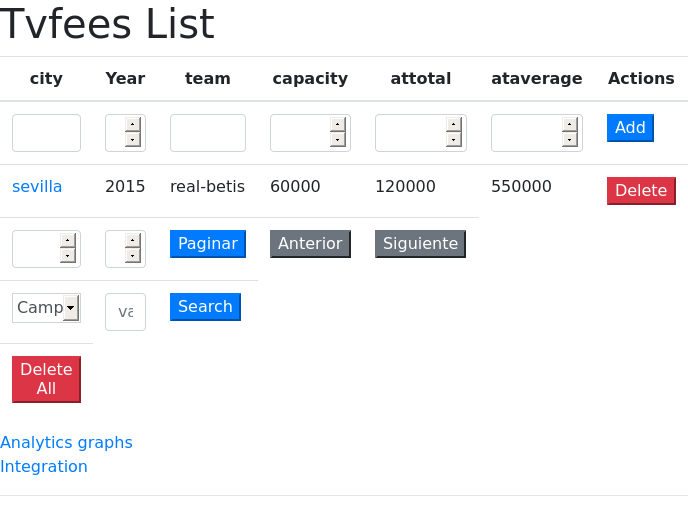 Tvfees List
city Year team capacity attotal ataverage Actions
Add
sevilla 2015 real-betis 60000 120000 550000 Delete
Paginar Anterior Siguiente
Camp va Search
Delete
All
Analytics graphs
Integration